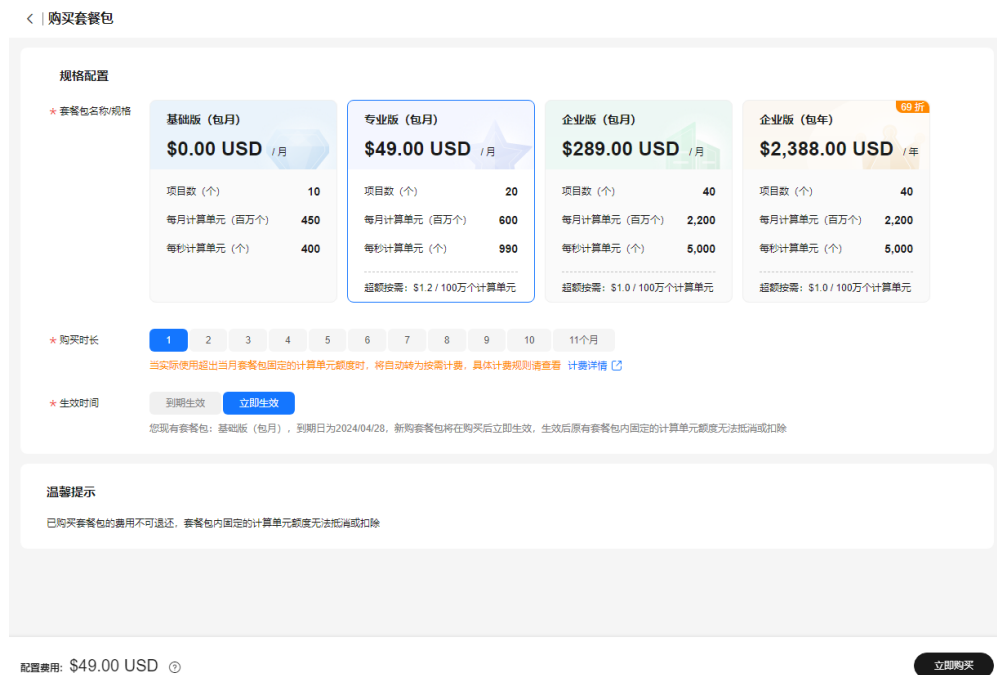 购买套餐包
规格配置
* 套餐包名称/规格
基础版（包月）
$0.00 USD /月
项目数（个） 10
每月计算单元（百万个） 450
每秒计算单元（个） 400
专业版（包月）
$49.00 USD /月
项目数（个） 20
每月计算单元（百万个） 600
每秒计算单元（个） 990
超额按需：$1.2 / 100万个计算单元
企业版（包月）
$289.00 USD /月
项目数（个） 40
每月计算单元（百万个） 2,200
每秒计算单元（个） 5,000
超额按需：$1.0 / 100万个计算单元
69 折
企业版（包年）
$2,388.00 USD /年
项目数（个） 40
每月计算单元（百万个） 2,200
每秒计算单元（个） 5,000
超额按需：$1.0 / 100万个计算单元
* 购买时长 1 2 3 4 5 6 7 8 9 10 11个月
当实际使用超出当月套餐包固定的计算单元额度时，将自动转为按需计费，具体计费规则请查看 计费详情
* 生效时间 到期生效 立即生效
您现有套餐包：基础版（包月），到期日为2024/04/28，新购套餐包将在购买后立即生效，生效后原有套餐包内固定的计算单元额度无法抵消或扣除
温馨提示
已购买套餐包的费用不可退还，套餐包内固定的计算单元额度无法抵消或扣除
配置费用: $49.00 USD ?
立即购买